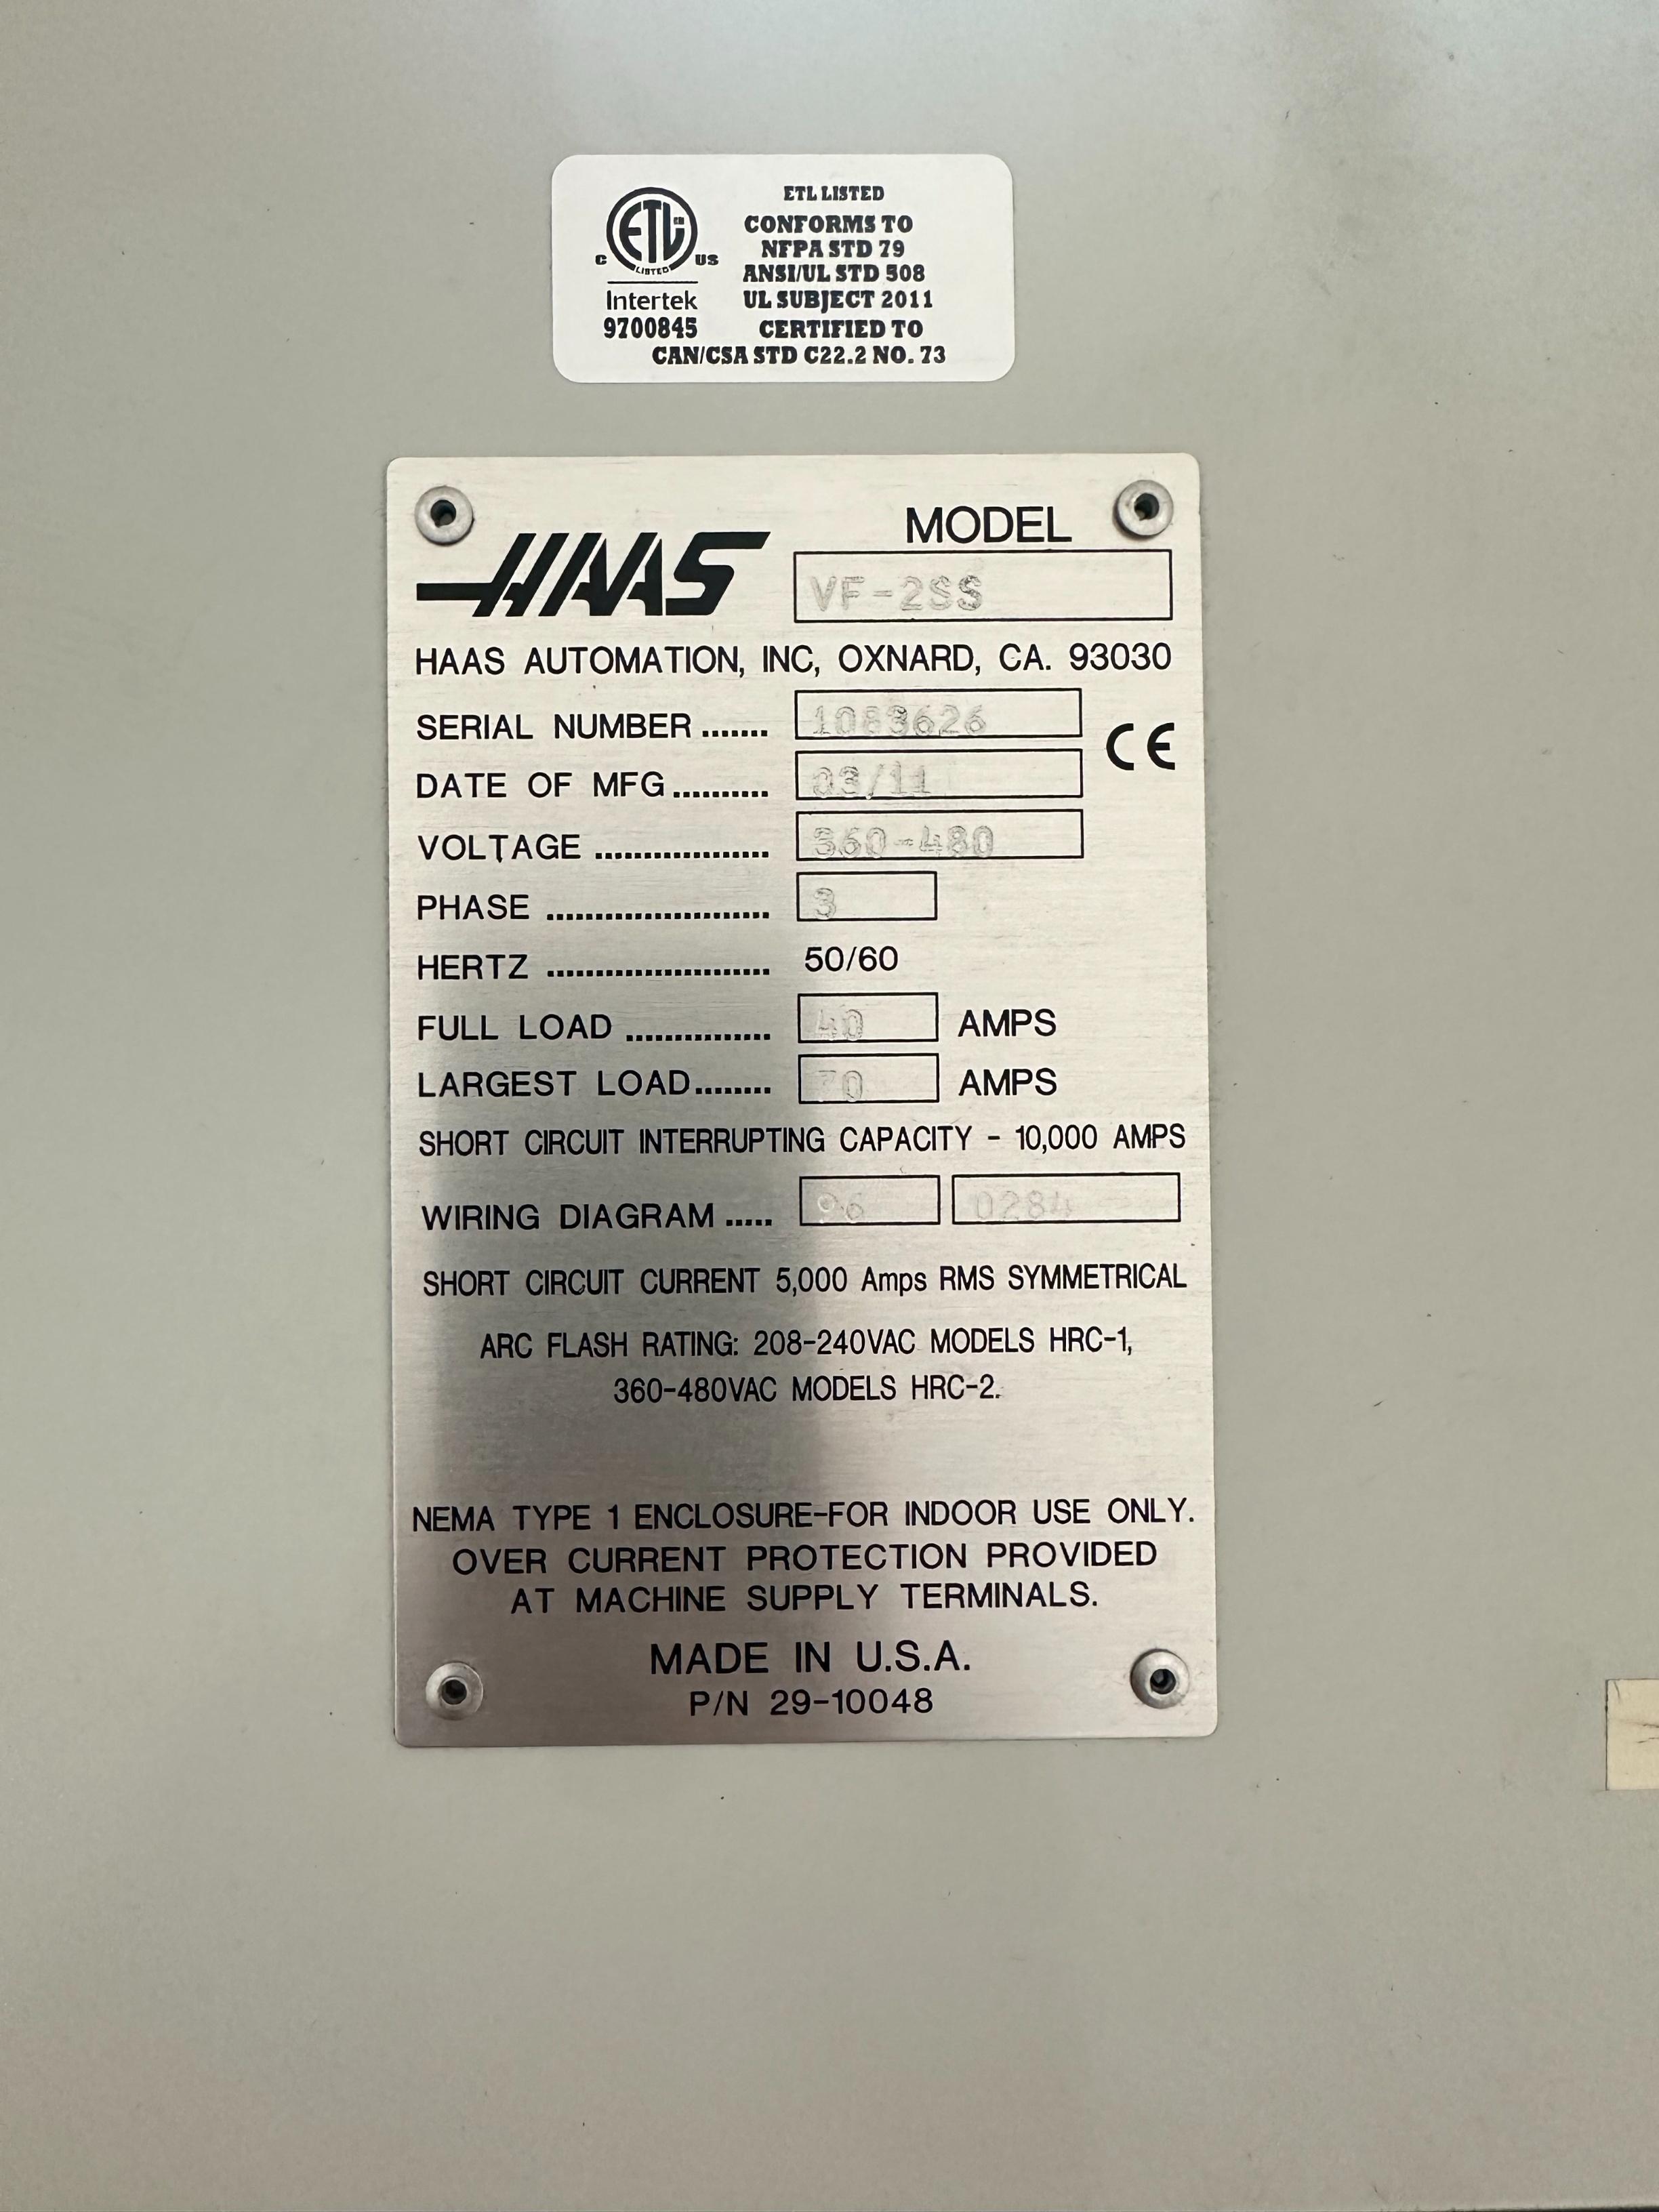 ETL LISTED
CONFORMS TO
NFPA STD 79
ANSI/UL STD 508
UL SUBJECT 2011
CERTIFIED TO
CAN/CSA STD C22.2 NO. 73
ETL CM
C LISTED US
Intertek
9700845
MODEL
HAAS VF-2SS
HAAS AUTOMATION, INC, OXNARD, CA. 93030
SERIAL NUMBER ....... 1083626
CE
DATE OF MFG.......... 03/11
VOLTAGE .................. 360-480
PHASE ....................... 3
HERTZ ....................... 50/60
FULL LOAD ............... 40 AMPS
LARGEST LOAD........ 70 AMPS
SHORT CIRCUIT INTERRUPTING CAPACITY - 10,000 AMPS
WIRING DIAGRAM ..... 96 0284
SHORT CIRCUIT CURRENT 5,000 Amps RMS SYMMETRICAL
ARC FLASH RATING: 208-240VAC MODELS HRC-1,
360-480VAC MODELS HRC-2.
NEMA TYPE 1 ENCLOSURE-FOR INDOOR USE ONLY.
OVER CURRENT PROTECTION PROVIDED
AT MACHINE SUPPLY TERMINALS.
MADE IN U.S.A.
P/N 29-10048